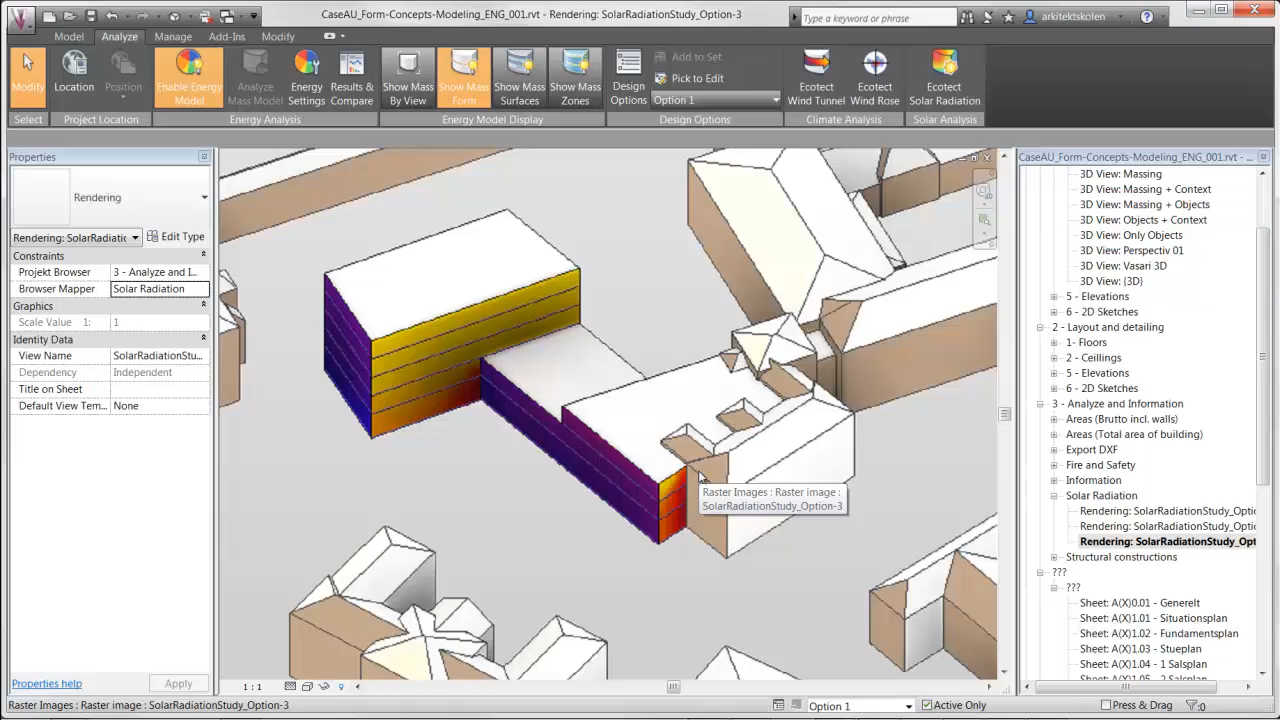 CaseAU_Form-Concepts-Modeling_ENG_001.rvt - Rendering: SolarRadiationStudy_Option-3
Type a keyword or phrase
arkitektskolen
Model
Analyze
Manage
Add-Ins
Modify
Modify
Location
Position
Enable Energy
Model
Analyze
Mass Model
Energy
Settings
Results &
Compare
Show Mass
By View
Show Mass
Form
Show Mass
Surfaces
Show Mass
Zones
Design
Options
Add to Set
Pick to Edit
Option 1
Ecotect
Wind Tunnel
Ecotect
Wind Rose
Ecotect
Solar Radiation
Select
Project Location
Energy Analysis
Energy Model Display
Design Options
Climate Analysis
Solar Analysis
Properties
Rendering
Rendering: SolarRadiatic
Edit Type
Constraints
Projekt Browser
3 - Analyze and I...
Browser Mapper
Solar Radiation
Graphics
Scale Value 1:
1
Identity Data
View Name
SolarRadiationStu...
Dependency
Independent
Title on Sheet
Default View Tem...
None
Properties help
Apply
Raster Images : Raster image :
SolarRadiationStudy_Option-3
1 : 1
CaseAU_Form-Concepts-Modeling_ENG_001.rvt - ...
3D View: Massing
3D View: Massing + Context
3D View: Massing + Objects
3D View: Objects + Context
3D View: Only Objects
3D View: Perspectiv 01
3D View: Vasari 3D
3D View: {3D}
5 - Elevations
6 - 2D Sketches
2 - Layout and detailing
1- Floors
2 - Ceillings
5 - Elevations
6 - 2D Sketches
3 - Analyze and Information
Areas (Brutto incl. walls)
Areas (Total area of building)
Export DXF
Fire and Safety
Information
Solar Radiation
Rendering: SolarRadiationStudy_Optio
Rendering: SolarRadiationStudy_Optio
Rendering: SolarRadiationStudy_Opt
Structural constructions
???
???
Sheet: A(X)0.01 - Generelt
Sheet: A(X)1.01 - Situationsplan
Sheet: A(X)1.02 - Fundamentsplan
Sheet: A(X)1.03 - Stueplan
Sheet: A(X)1.04 - 1 Salsplan
Raster Images : Raster image : SolarRadiationStudy_Option-3
Option 1
Active Only
Press & Drag
:0